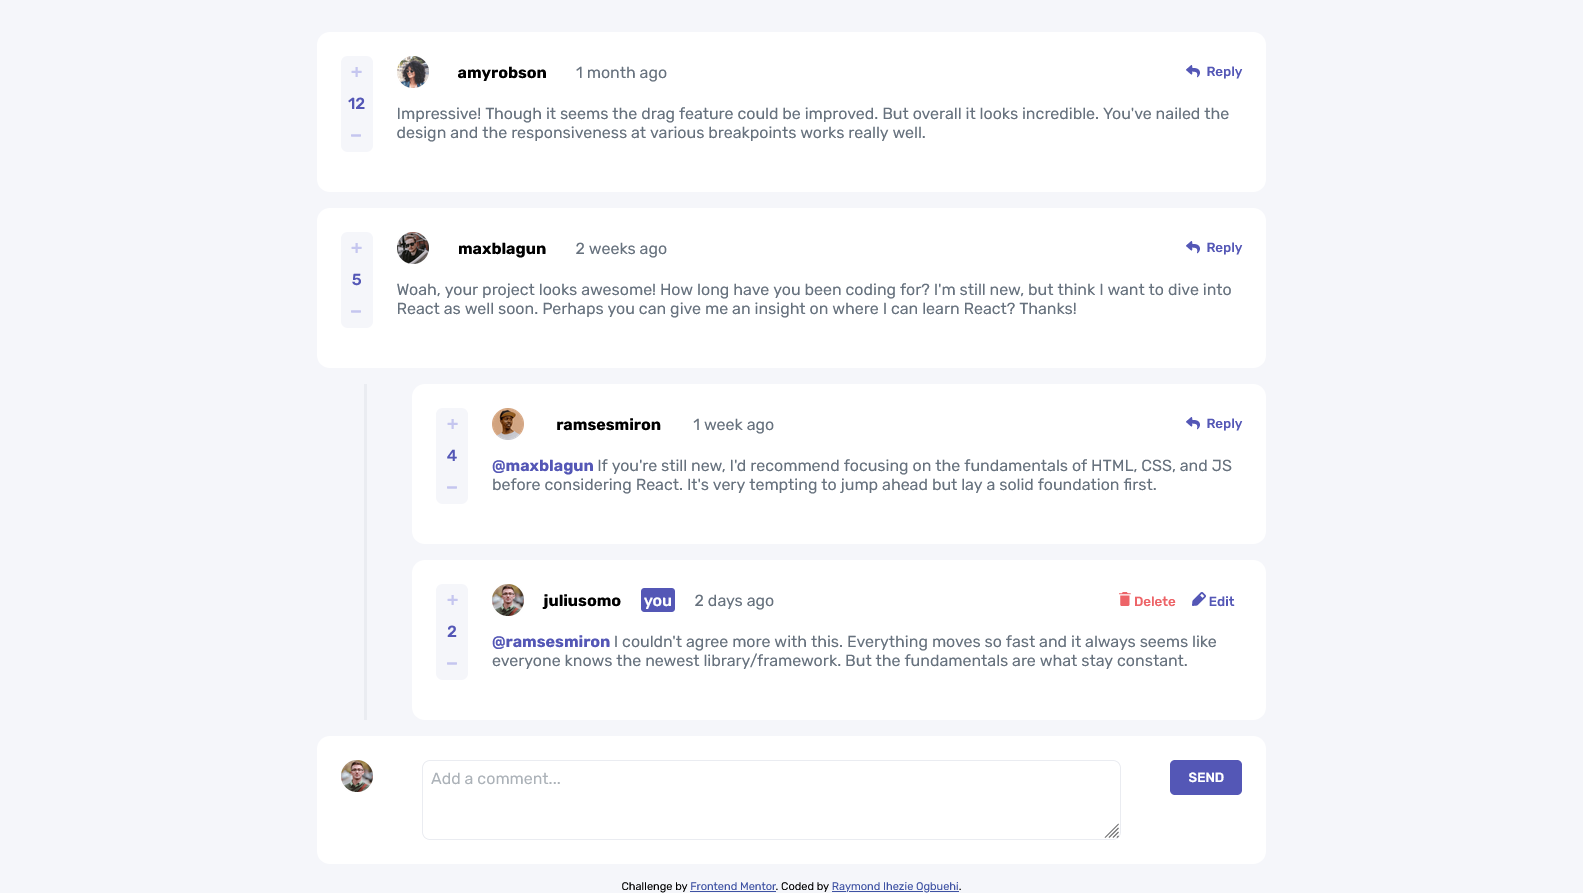 +
12
–
amyrobson 1 month ago Reply
Impressive! Though it seems the drag feature could be improved. But overall it looks incredible. You've nailed the
design and the responsiveness at various breakpoints works really well.
+
5
–
maxblagun 2 weeks ago Reply
Woah, your project looks awesome! How long have you been coding for? I'm still new, but think I want to dive into
React as well soon. Perhaps you can give me an insight on where I can learn React? Thanks!
+
4
–
ramsesmiron 1 week ago Reply
@maxblagun If you're still new, I'd recommend focusing on the fundamentals of HTML, CSS, and JS
before considering React. It's very tempting to jump ahead but lay a solid foundation first.
+
2
–
juliusomo you 2 days ago Delete Edit
@ramsesmiron I couldn't agree more with this. Everything moves so fast and it always seems like
everyone knows the newest library/framework. But the fundamentals are what stay constant.
Add a comment...
SEND
Challenge by Frontend Mentor. Coded by Raymond Ihezie Ogbuehi.